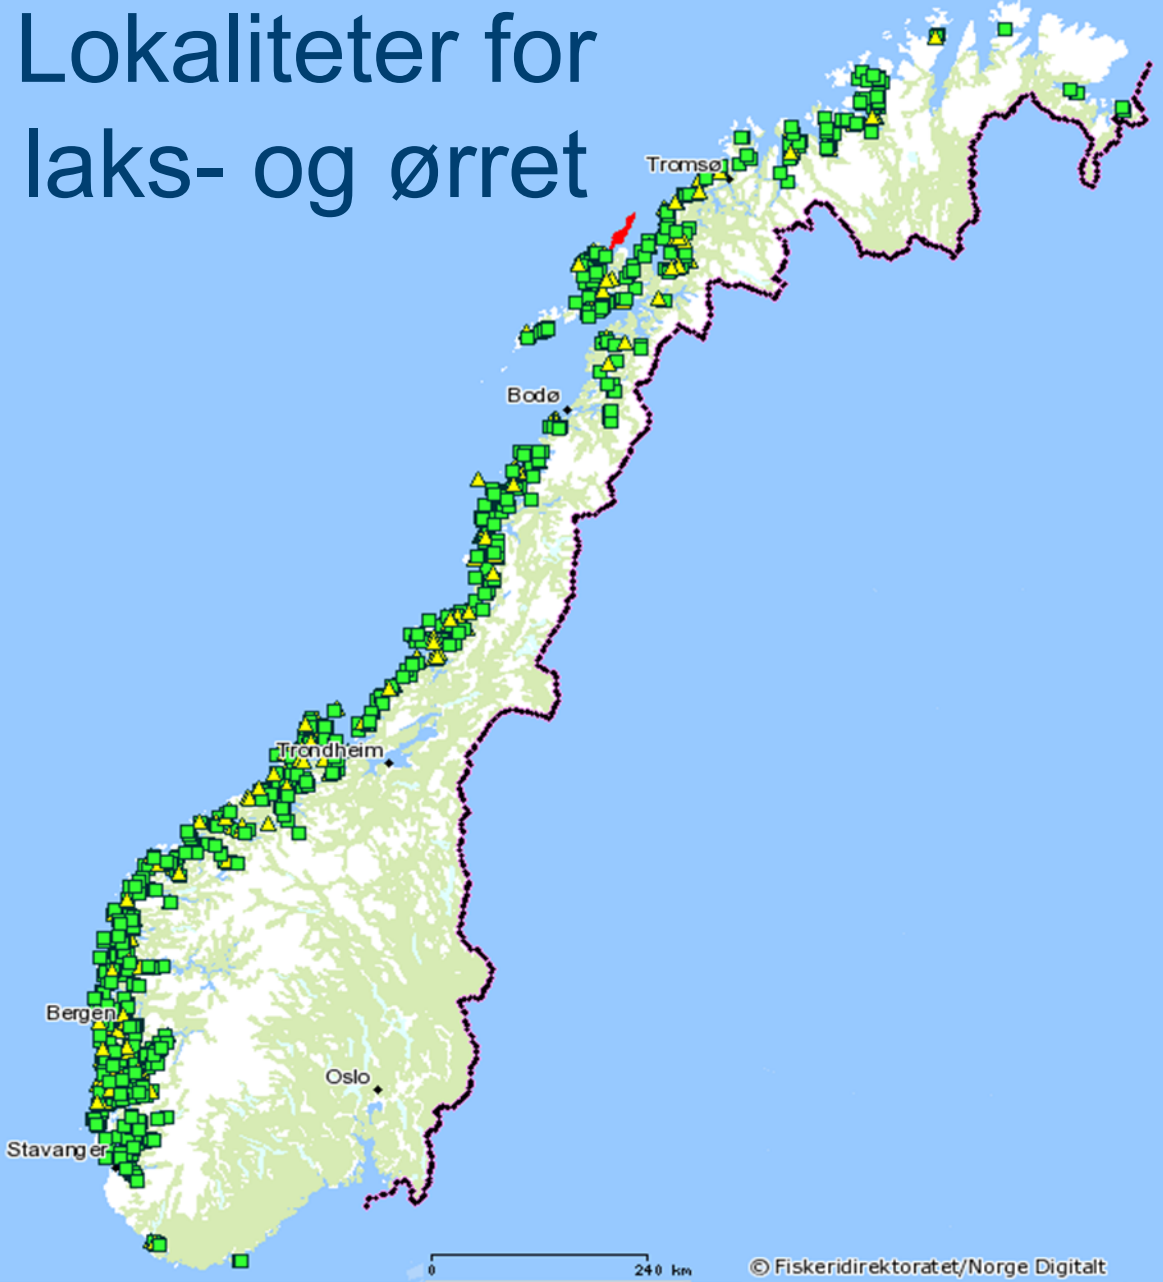 Lokaliteter for
laks- og ørret
Tromsø
Bodø
Trondheim
Bergen
Oslo
Stavanger
0 240 km
© Fiskeridirektoratet/Norge Digitalt